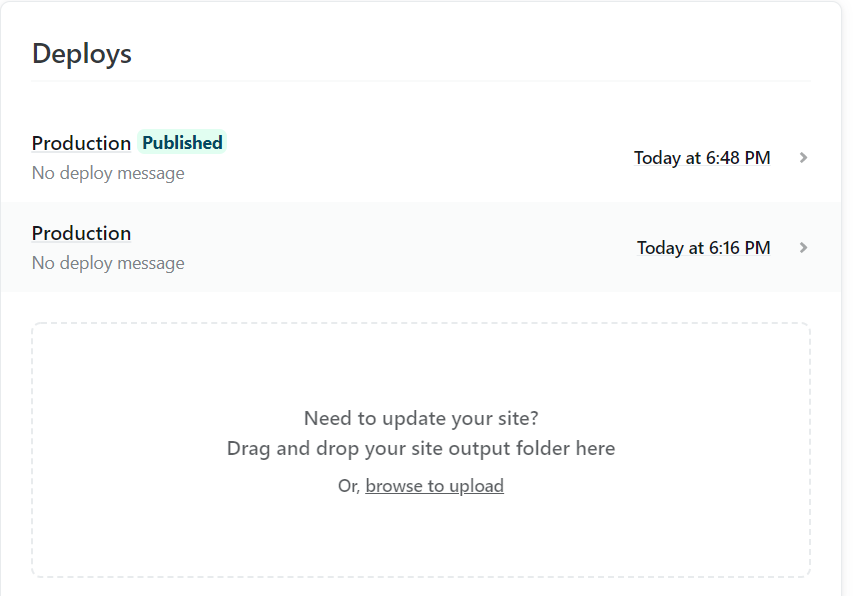 Deploys
Production Published
No deploy message
Today at 6:48 PM
Production
No deploy message
Today at 6:16 PM
Need to update your site?
Drag and drop your site output folder here
Or, browse to upload